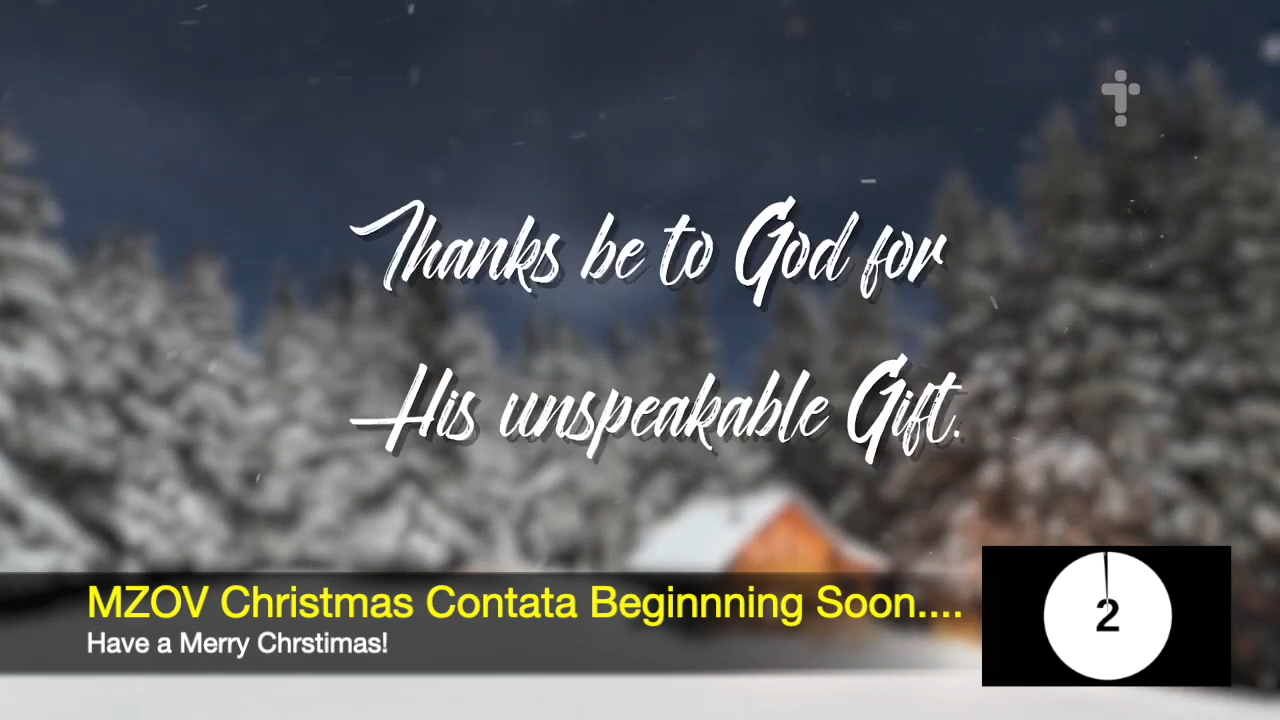 Thanks be to God for
His unspeakable Gift.
MZOV Christmas Contata Beginnning Soon....
Have a Merry Chrstimas!
2